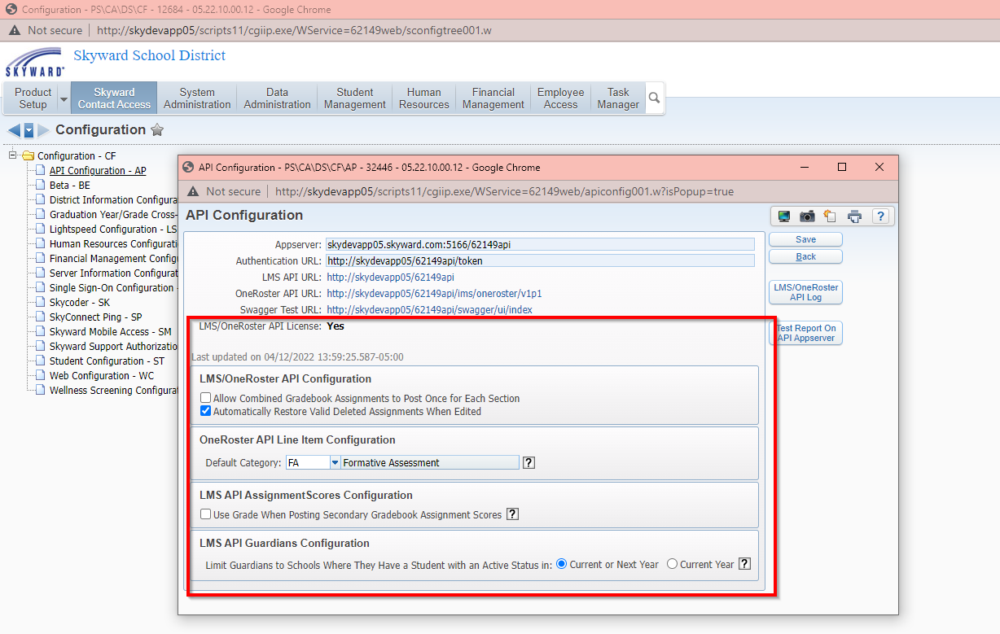 Configuration - PS\CA\DS\CF - 12684 - 05.22.10.00.12 - Google Chrome
Not secure | http://skydevapp05/scripts11/cgiip.exe/WService=62149web/sconfigtree001.w
SKYWARD
Skyward School District
Product Setup
Skyward Contact Access
System Administration
Data Administration
Student Management
Human Resources
Financial Management
Employee Access
Task Manager
Configuration
Configuration - CF
API Configuration - AP
Beta - BE
District Information Configura
Graduation Year/Grade Cross-
Lightspeed Configuration - LS
Human Resources Configurati
Financial Management Config
Server Information Configurat
Single Sign-On Configuration -
Skycoder - SK
SkyConnect Ping - SP
Skyward Mobile Access - SM
Skyward Support Authorizatio
Student Configuration - ST
Web Configuration - WC
Wellness Screening Configurat
API Configuration - PS\CA\DS\CF\AP - 32446 - 05.22.10.00.12 - Google Chrome
Not secure | http://skydevapp05/scripts11/cgiip.exe/WService=62149web/apiconfig001.w?isPopup=true
API Configuration
?
Appserver: skydevapp05.skyward.com:5166/62149api
Authentication URL: http://skydevapp05/62149api/token
LMS API URL: http://skydevapp05/62149api
OneRoster API URL: http://skydevapp05/62149api/ims/oneroster/v1p1
Swagger Test URL: http://skydevapp05/62149api/swagger/ui/index
LMS/OneRoster API License: Yes
Last updated on 04/12/2022 13:59:25.587-05:00
LMS/OneRoster API Configuration
Allow Combined Gradebook Assignments to Post Once for Each Section
Automatically Restore Valid Deleted Assignments When Edited
OneRoster API Line Item Configuration
Default Category: FA Formative Assessment ?
LMS API AssignmentScores Configuration
Use Grade When Posting Secondary Gradebook Assignment Scores ?
LMS API Guardians Configuration
Limit Guardians to Schools Where They Have a Student with an Active Status in: Current or Next Year Current Year ?
Save
Back
LMS/OneRoster
API Log
Test Report On
API Appserver